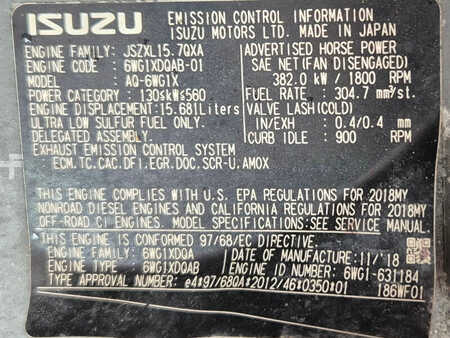 ISUZU EMISSION CONTROL INFORMATION
ISUZU MOTORS LTD. MADE IN JAPAN
ENGINE FAMILY: JSZXL15.7QXA
ENGINE CODE : 6WG1XDQAB-01
MODEL : AQ-6WG1X
POWER CATEGORY : 130≤kW≤560
ENGINE DISPLACEMENT:15.681Liters
ULTRA LOW SULFUR FUEL ONLY.
DELEGATED ASSEMBLY.
EXHAUST EMISSION CONTROL SYSTEM
: ECM.TC.CAC.DFI.EGR.DOC.SCR-U.AMOX
ADVERTISED HORSE POWER
SAE NET(FAN DISENGAGED)
382.0 kW / 1800 RPM
FUEL RATE : 304.7 mm³/st.
VALVE LASH(COLD)
IN/EXH : 0.4/0.4 mm
CURB IDLE : 900 RPM
THIS ENGINE COMPLIES WITH U.S. EPA REGULATIONS FOR 2018MY
NONROAD DIESEL ENGINES AND CALIFORNIA REGULATIONS FOR 2018MY
OFF-ROAD CI ENGINES. MODEL SPECIFICATIONS:SEE SERVICE MANUAL
THIS ENGINE IS CONFORMED 97/68/EC DIRECTIVE.
ENGINE FAMILY : 6WG1XDQA DATE OF MANUFACTURE : 11/'18
ENGINE TYPE : 6WG1XDQAB ENGINE ID NUMBER: 6WG1-631184
TYPE APPROVAL NUMBER: e4*97/680A*2012/46*0350*01 186WF01